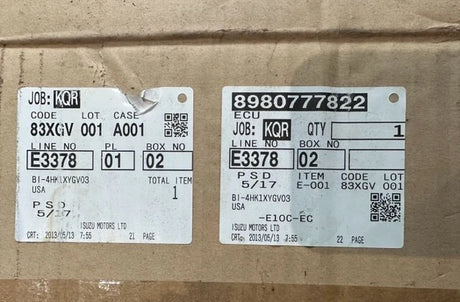 JOB: KQR
CODE LOT CASE
83XGV 001 A001
LINE NO PL BOX NO
E3378 01 02
BI-4HK1XYGV03 TOTAL ITEM
USA 1
PSD
5/17
ISUZU MOTORS LTD
CRT: 2013/05/13 7:55 21 PAGE
8980777822
ECU
JOB: KQR QTY 1
LINE NO BOX NO
E3378 02
PSD ITEM CODE LOT
5/17 E-001 83XGV 001
BI-4HK1XYGV03
USA
-E10C-EC
ISUZU MOTORS LTD
CRT: 2013/05/13 7:55 22 PAGE